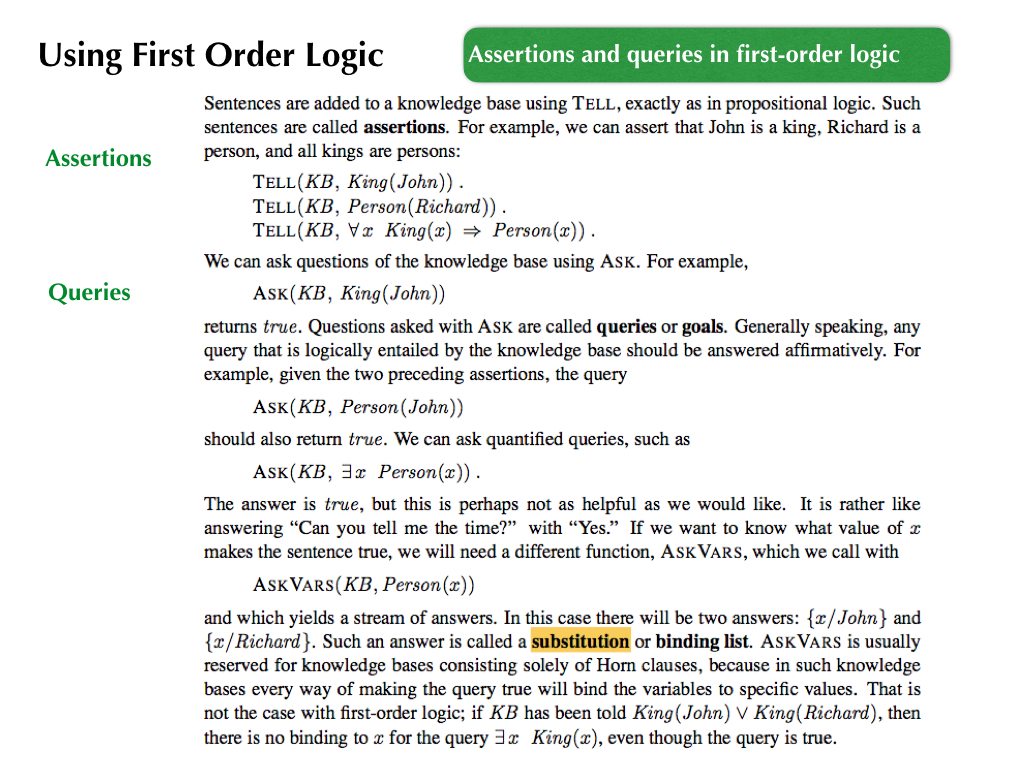 Using First Order Logic
Assertions and queries in first-order logic
Sentences are added to a knowledge base using TELL, exactly as in propositional logic. Such
sentences are called assertions. For example, we can assert that John is a king, Richard is a
person, and all kings are persons:
Assertions
TELL(KB, King(John)) .
TELL(KB, Person(Richard)) .
TELL(KB, ∀x King(x) ⇒ Person(x)) .
We can ask questions of the knowledge base using ASK. For example,
Queries
ASK(KB, King(John))
returns true. Questions asked with ASK are called queries or goals. Generally speaking, any
query that is logically entailed by the knowledge base should be answered affirmatively. For
example, given the two preceding assertions, the query
ASK(KB, Person(John))
should also return true. We can ask quantified queries, such as
ASK(KB, ∃x Person(x)) .
The answer is true, but this is perhaps not as helpful as we would like. It is rather like
answering “Can you tell me the time?” with “Yes.” If we want to know what value of x
makes the sentence true, we will need a different function, ASKVARS, which we call with
ASKVARS(KB, Person(x))
and which yields a stream of answers. In this case there will be two answers: {x/John} and
{x/Richard}. Such an answer is called a substitution or binding list. ASKVARS is usually
reserved for knowledge bases consisting solely of Horn clauses, because in such knowledge
bases every way of making the query true will bind the variables to specific values. That is
not the case with first-order logic; if KB has been told King(John) ∨ King(Richard), then
there is no binding to x for the query ∃x King(x), even though the query is true.